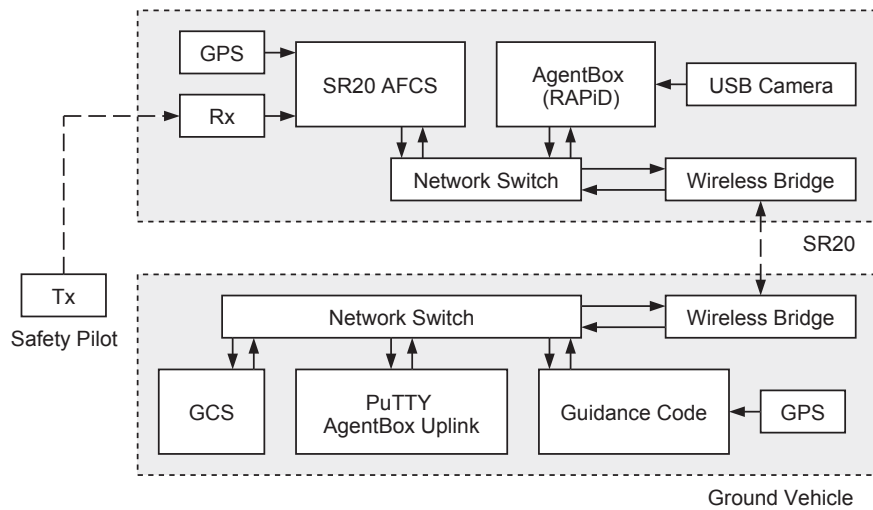 GPS
SR20 AFCS
AgentBox
(RAPiD)
USB Camera
Rx
Network Switch
Wireless Bridge
SR20
Tx
Safety Pilot
Network Switch
Wireless Bridge
GCS
PuTTY
AgentBox Uplink
Guidance Code
GPS
Ground Vehicle